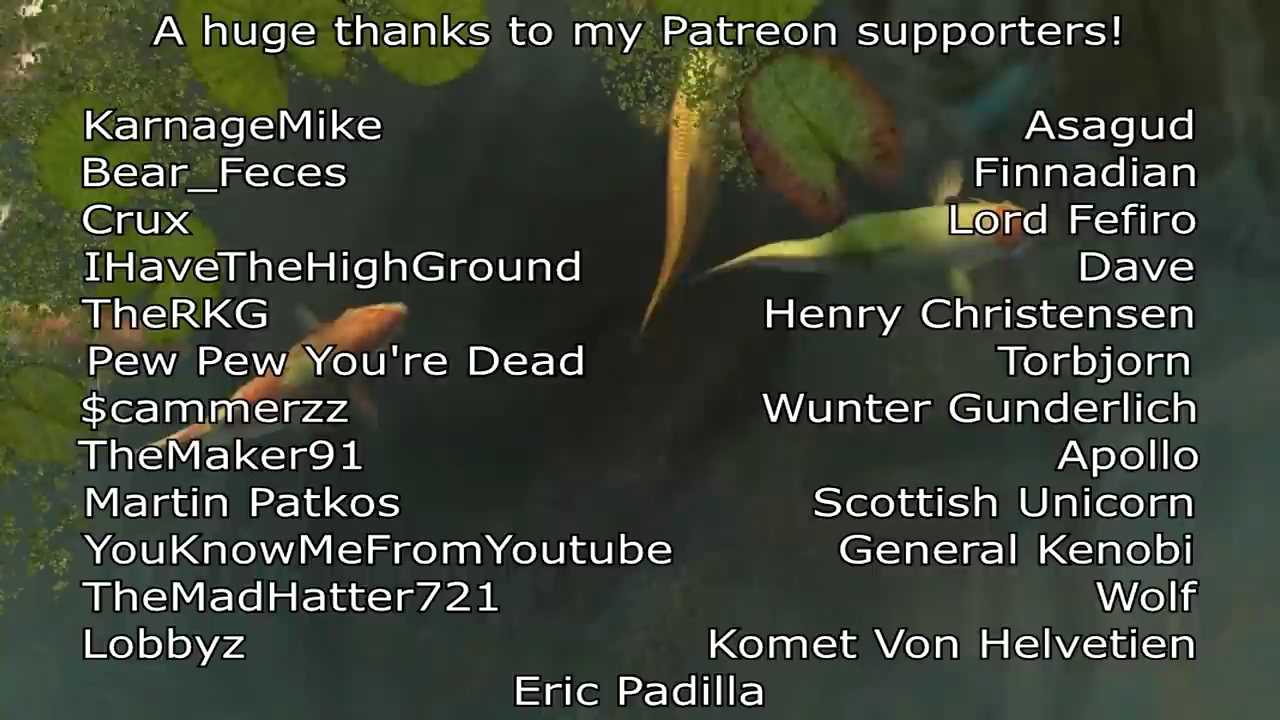 A huge thanks to my Patreon supporters!
KarnageMike
Bear_Feces
Crux
IHaveTheHighGround
TheRKG
Pew Pew You're Dead
$cammerzz
TheMaker91
Martin Patkos
YouKnowMeFromYoutube
TheMadHatter721
Lobbyz
Asagud
Finnadian
Lord Fefiro
Dave
Henry Christensen
Torbjorn
Wunter Gunderlich
Apollo
Scottish Unicorn
General Kenobi
Wolf
Komet Von Helvetien
Eric Padilla